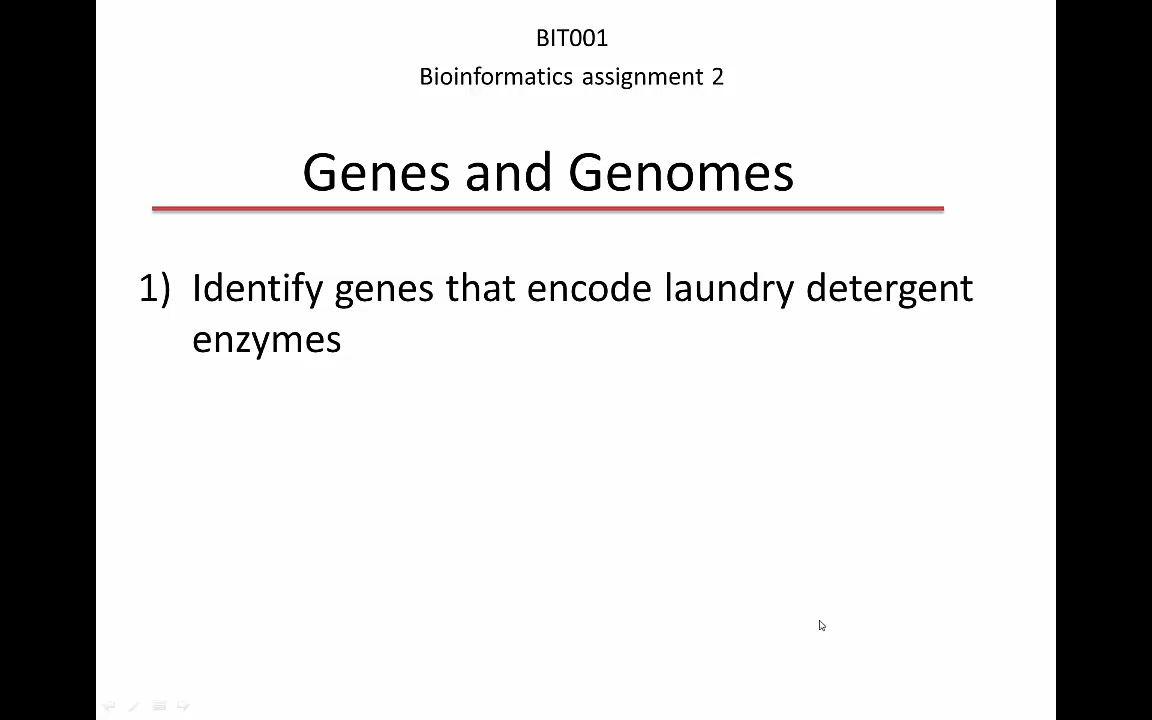 BIT001
Bioinformatics assignment 2
Genes and Genomes
1) Identify genes that encode laundry detergent
enzymes